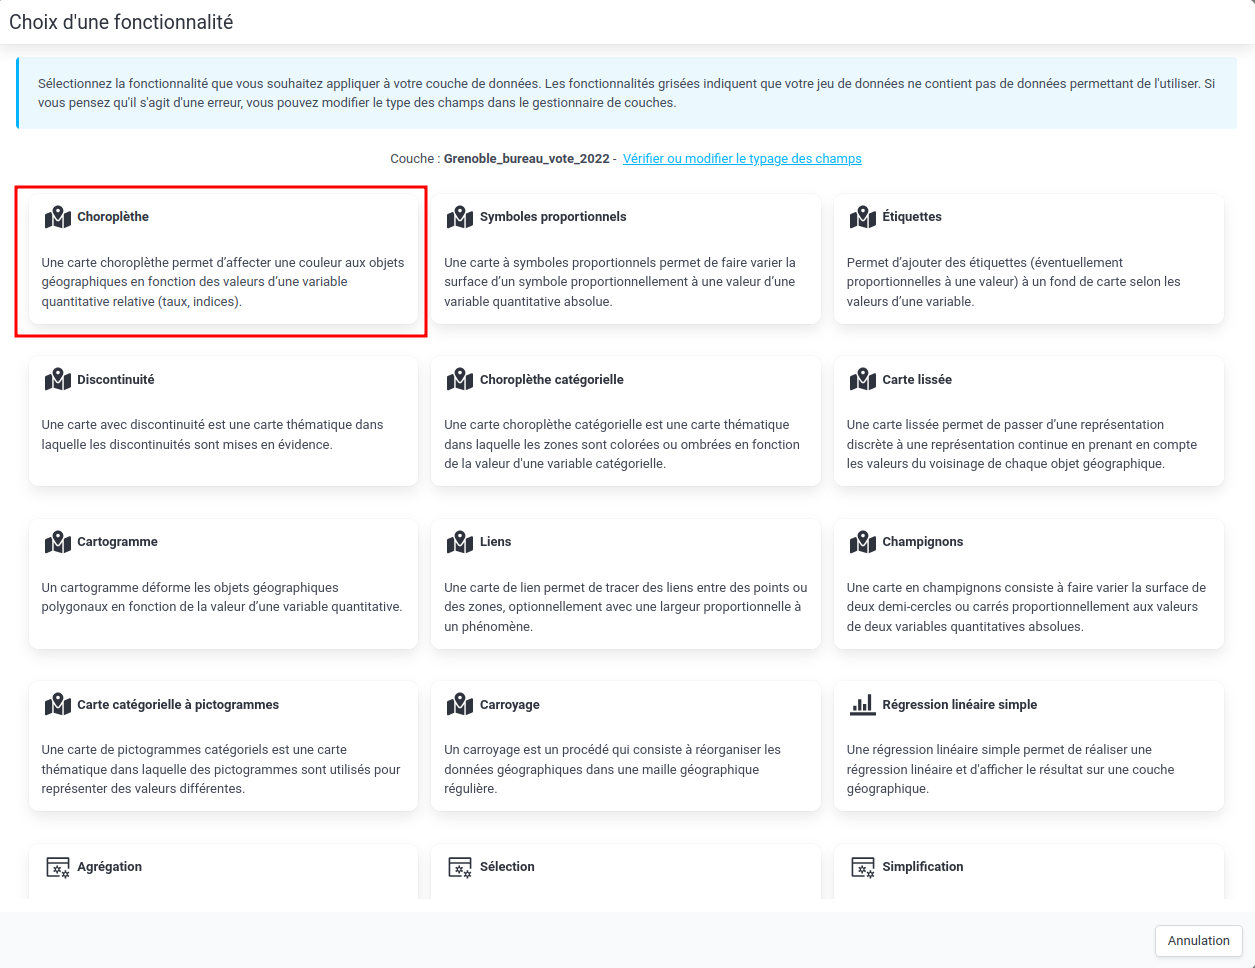 Choix d'une fonctionnalité
Sélectionnez la fonctionnalité que vous souhaitez appliquer à votre couche de données. Les fonctionnalités grisées indiquent que votre jeu de données ne contient pas de données permettant de l'utiliser. Si
vous pensez qu'il s'agit d'une erreur, vous pouvez modifier le type des champs dans le gestionnaire de couches.
Couche : Grenoble_bureau_vote_2022 - Vérifier ou modifier le typage des champs
Choroplèthe
Une carte choroplèthe permet d’affecter une couleur aux objets
géographiques en fonction des valeurs d’une variable
quantitative relative (taux, indices).
Symboles proportionnels
Une carte à symboles proportionnels permet de faire varier la
surface d’un symbole proportionnellement à une valeur d’une
variable quantitative absolue.
Étiquettes
Permet d’ajouter des étiquettes (éventuellement
proportionnelles à une valeur) à un fond de carte selon les
valeurs d’une variable.
Discontinuité
Une carte avec discontinuité est une carte thématique dans
laquelle les discontinuités sont mises en évidence.
Choroplèthe catégorielle
Une carte choroplèthe catégorielle est une carte thématique
dans laquelle les zones sont colorées ou ombrées en fonction
de la valeur d'une variable catégorielle.
Carte lissée
Une carte lissée permet de passer d’une représentation
discrète à une représentation continue en prenant en compte
les valeurs du voisinage de chaque objet géographique.
Cartogramme
Un cartogramme déforme les objets géographiques
polygonaux en fonction de la valeur d’une variable quantitative.
Liens
Une carte de lien permet de tracer des liens entre des points ou
des zones, optionnellement avec une largeur proportionnelle à
un phénomène.
Champignons
Une carte en champignons consiste à faire varier la surface de
deux demi-cercles ou carrés proportionnellement aux valeurs
de deux variables quantitatives absolues.
Carte catégorielle à pictogrammes
Une carte de pictogrammes catégoriels est une carte
thématique dans laquelle des pictogrammes sont utilisés pour
représenter des valeurs différentes.
Carroyage
Un carroyage est un procédé qui consiste à réorganiser les
données géographiques dans une maille géographique
régulière.
Régression linéaire simple
Une régression linéaire simple permet de réaliser une
régression linéaire et d'afficher le résultat sur une couche
géographique.
Agrégation
Sélection
Simplification
Annulation